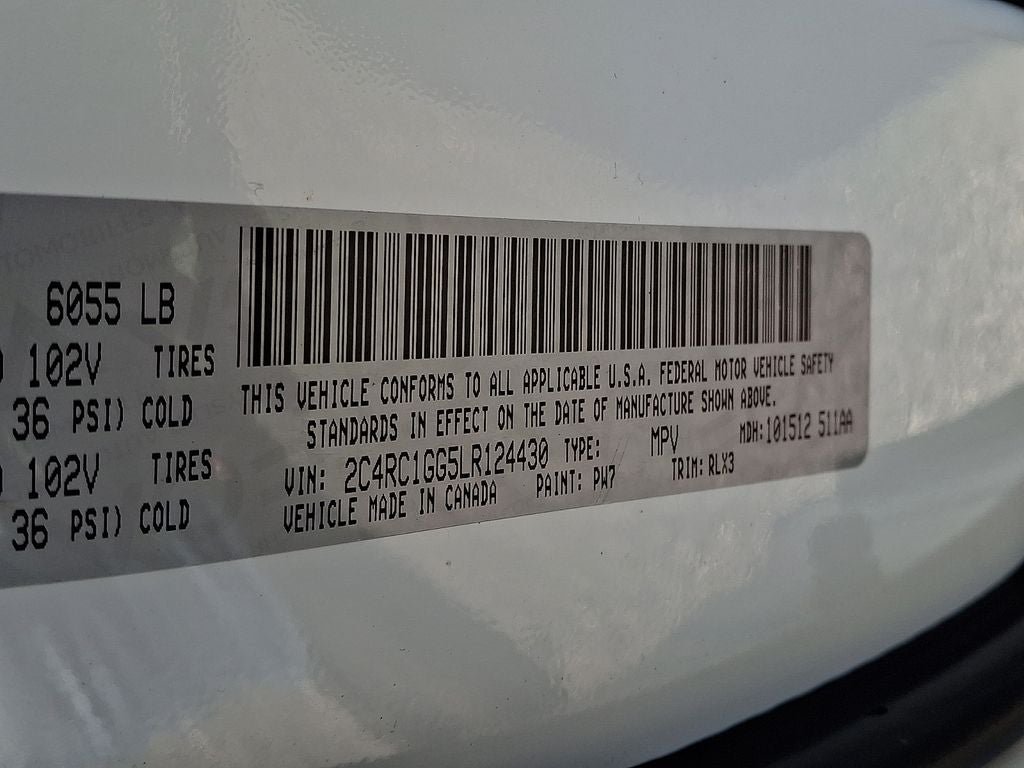 6055 LB
102V TIRES
36 PSI) COLD
102V TIRES
36 PSI) COLD
THIS VEHICLE CONFORMS TO ALL APPLICABLE U.S.A. FEDERAL MOTOR VEHICLE SAFETY
STANDARDS IN EFFECT ON THE DATE OF MANUFACTURE SHOWN ABOVE.
VIN: 2C4RC1GG5LR124430 TYPE: MPV MDH:101512 511AA
VEHICLE MADE IN CANADA PAINT: PW7 TRIM: RLX3